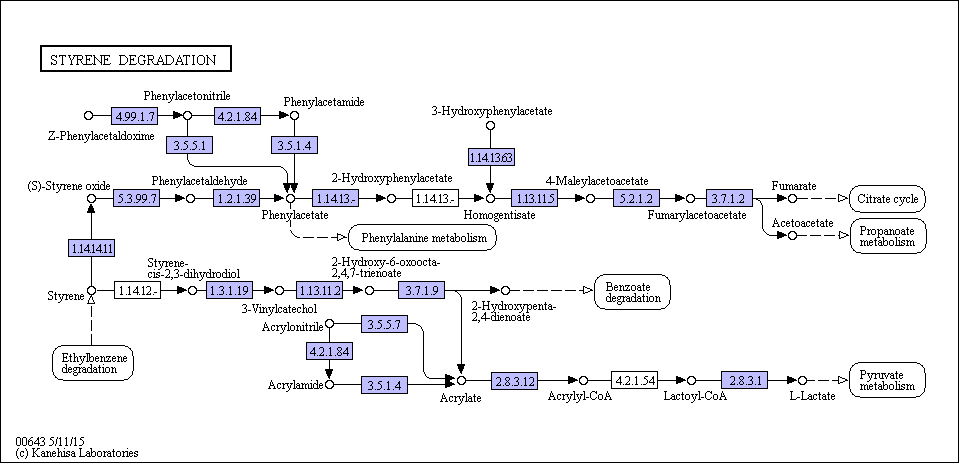 STYRENE DEGRADATION
Phenylacetonitrile
Phenylacetamide
4.99.1.7
4.2.1.84
3-Hydroxyphenylacetate
Z-Phenylacetaldoxime
3.5.5.1
3.5.1.4
1.14.13.63
(S)-Styrene oxide
Phenylacetaldehyde
2-Hydroxyphenylacetate
4-Maleylacetoacetate
Fumarate
5.3.99.7
1.2.1.39
1.14.13.-
1.14.13.-
1.13.11.5
5.2.1.2
3.7.1.2
Citrate cycle
Phenylacetate
Homogentisate
Fumarylacetoacetate
Acetoacetate
Phenylalanine metabolism
Propanoate
metabolism
1.14.14.11
Styrene-
cis-2,3-dihydrodiol
2-Hydroxy-6-oxoocta-
2,4,7-trienoate
Styrene
1.14.12.-
1.3.1.19
1.13.11.2
3.7.1.9
Benzoate
degradation
3-Vinylcatechol
2-Hydroxypenta-
2,4-dienoate
Acrylonitrile
3.5.5.7
4.2.1.84
Ethylbenzene
degradation
Acrylamide
3.5.1.4
2.8.3.12
4.2.1.54
2.8.3.1
Pyruvate
metabolism
Acrylate
Acrylyl-CoA
Lactoyl-CoA
L-Lactate
00643 5/11/15
(c) Kanehisa Laboratories